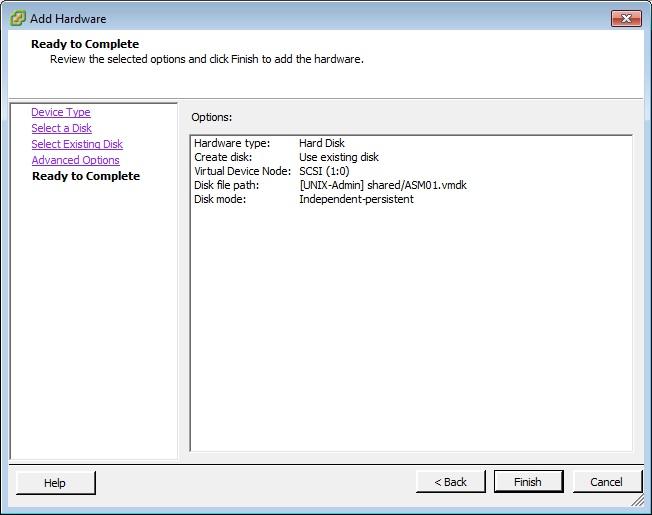 Add Hardware
Ready to Complete
Review the selected options and click Finish to add the hardware.
Device Type
Select a Disk
Select Existing Disk
Advanced Options
Ready to Complete
Options:
Hardware type: Hard Disk
Create disk: Use existing disk
Virtual Device Node: SCSI (1:0)
Disk file path: [UNIX-Admin] shared/ASM01.vmdk
Disk mode: Independent-persistent
Help
< Back
Finish
Cancel